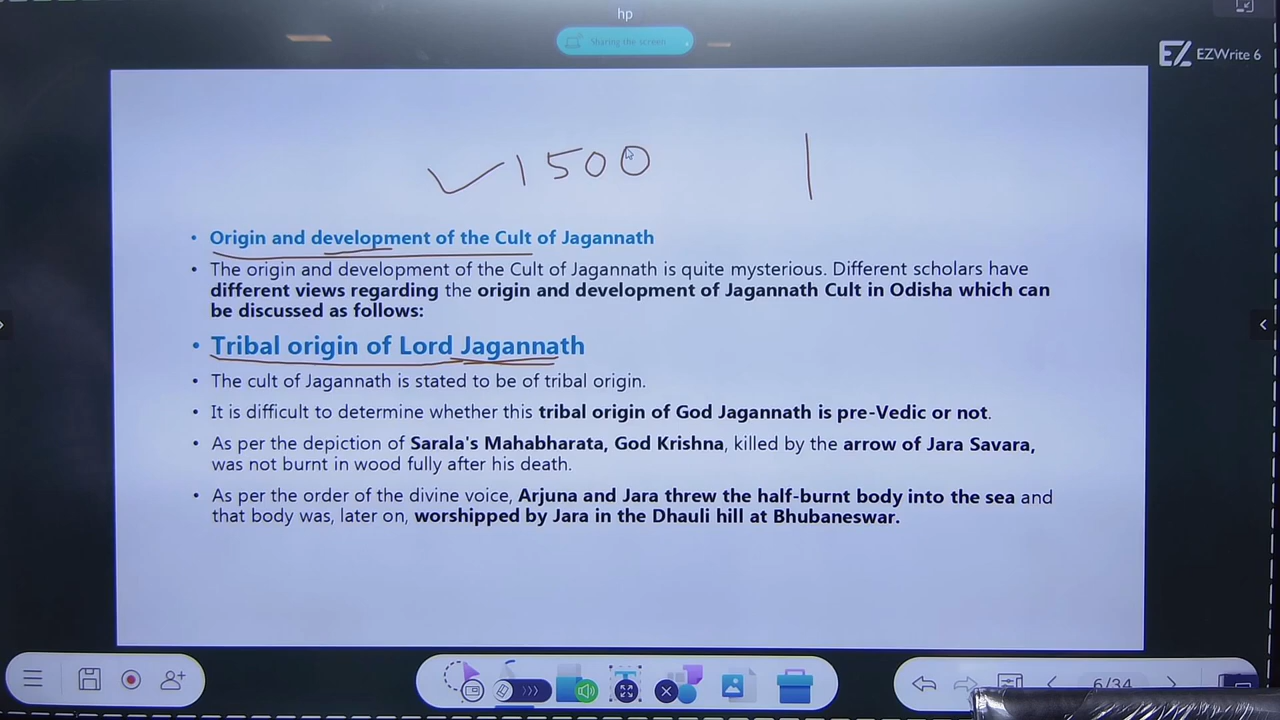 hp
Sharing the screen
EZWrite 6
1500
• Origin and development of the Cult of Jagannath
• The origin and development of the Cult of Jagannath is quite mysterious. Different scholars have
different views regarding the origin and development of Jagannath Cult in Odisha which can
be discussed as follows:
• Tribal origin of Lord Jagannath
• The cult of Jagannath is stated to be of tribal origin.
• It is difficult to determine whether this tribal origin of God Jagannath is pre-Vedic or not.
• As per the depiction of Sarala's Mahabharata, God Krishna, killed by the arrow of Jara Savara,
was not burnt in wood fully after his death.
• As per the order of the divine voice, Arjuna and Jara threw the half-burnt body into the sea and
that body was, later on, worshipped by Jara in the Dhauli hill at Bhubaneswar.
6/34